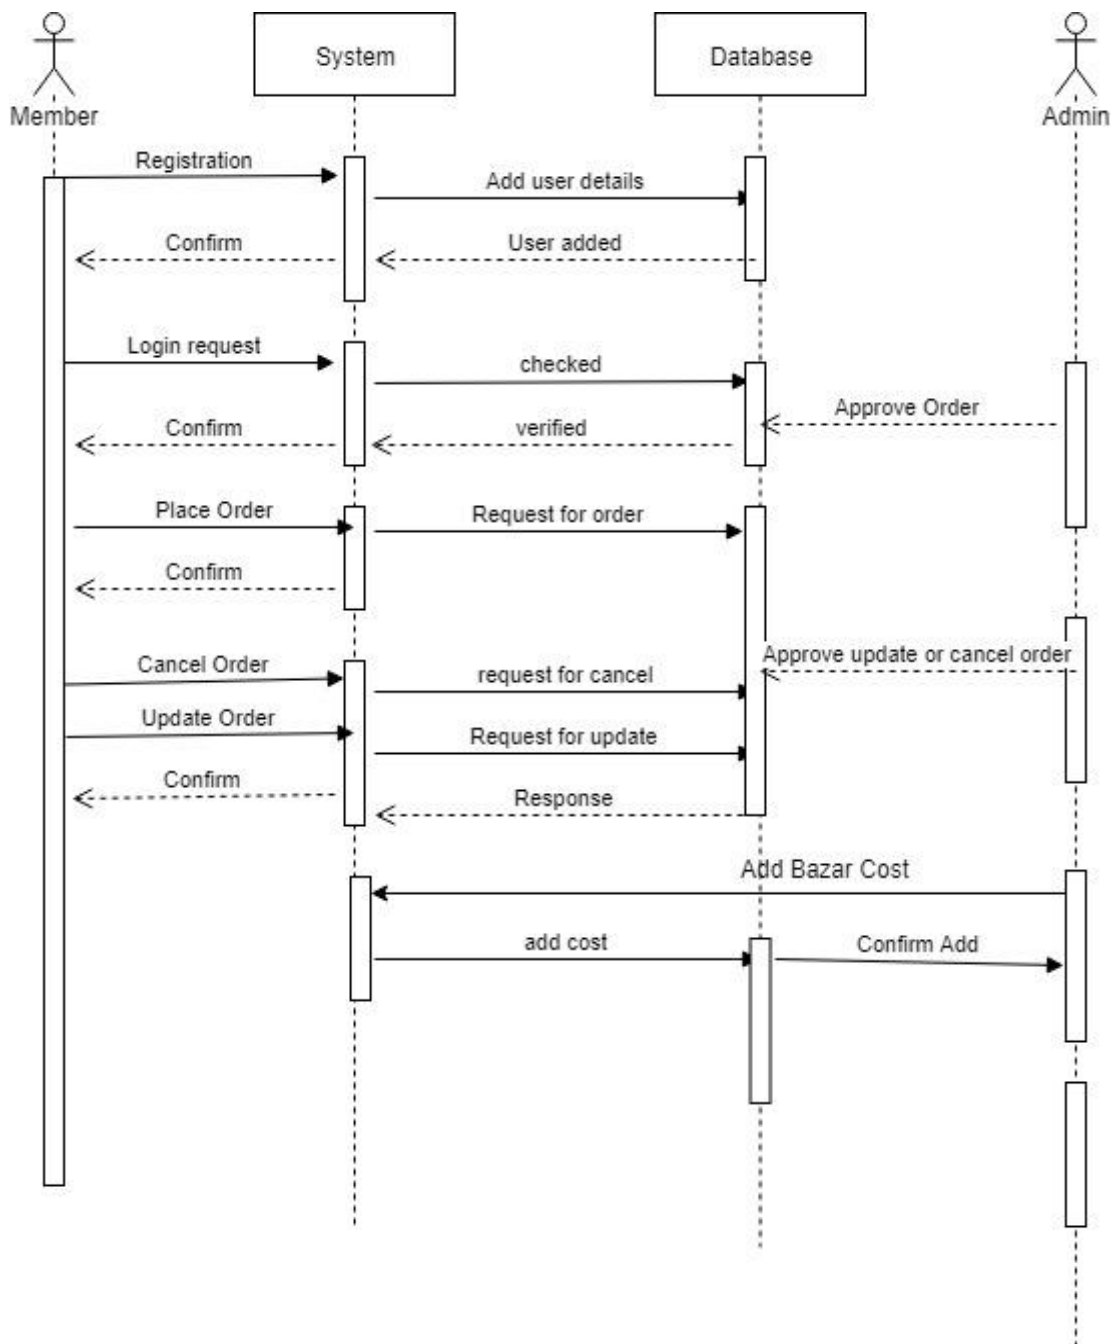 System
Database
Member
Admin
Registration
Add user details
Confirm
User added
Login request
checked
Approve Order
Confirm
verified
Place Order
Request for order
Confirm
Approve update or cancel order
Cancel Order
request for cancel
Update Order
Request for update
Confirm
Response
Add Bazar Cost
add cost
Confirm Add